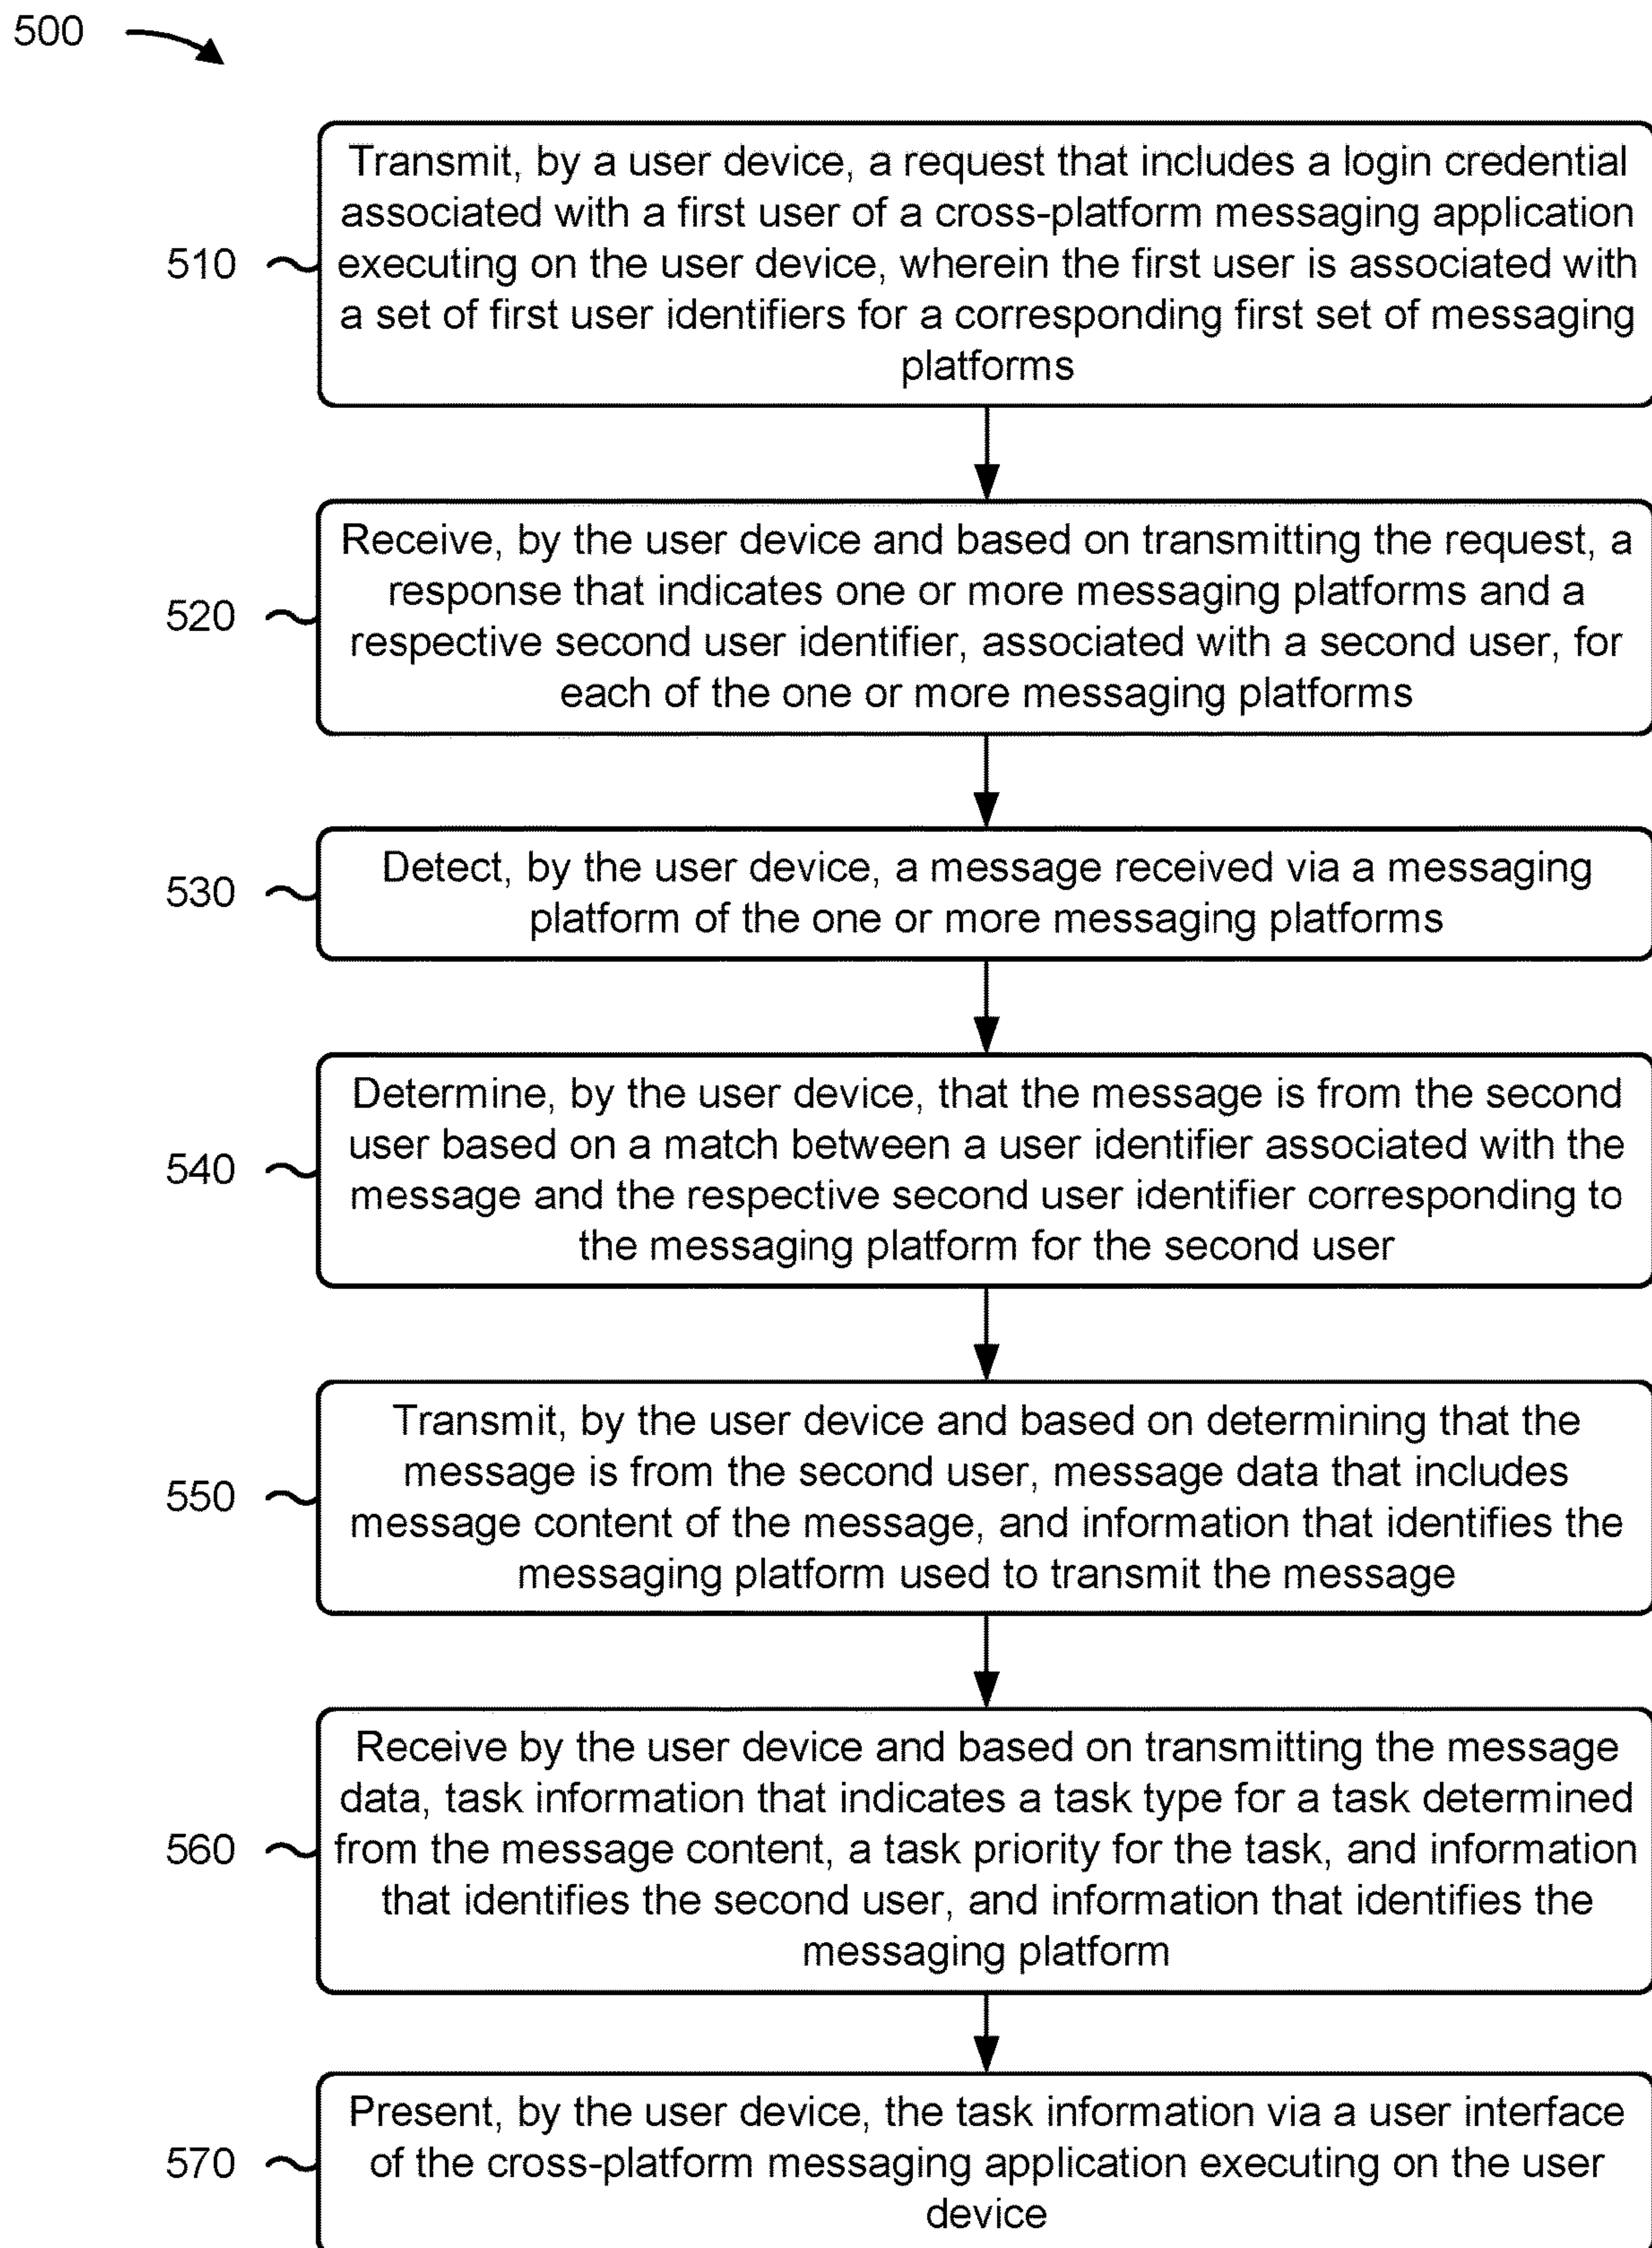 500
Transmit, by a user device, a request that includes a login credential
associated with a first user of a cross-platform messaging application
510
executing on the user device, wherein the first user is associated with
a set of first user identifiers for a corresponding first set of messaging
platforms
Receive, by the user device and based on transmitting the request, a
response that indicates one or more messaging platforms and a
520
respective second user identifier, associated with a second user, for
each of the one or more messaging platforms
Detect, by the user device, a message received via a messaging
530
platform of the one or more messaging platforms
Determine, by the user device, that the message is from the second
user based on a match between a user identifier associated with the
540
message and the respective second user identifier corresponding to
the messaging platform for the second user
Transmit, by the user device and based on determining that the
message is from the second user, message data that includes
550
message content of the message, and information that identifies the
messaging platform used to transmit the message
Receive by the user device and based on transmitting the message
data, task information that indicates a task type for a task determined
560
from the message content, a task priority for the task, and information
that identifies the second user, and information that identifies the
messaging platform
Present, by the user device, the task information via a user interface
570
of the cross-platform messaging application executing on the user
device